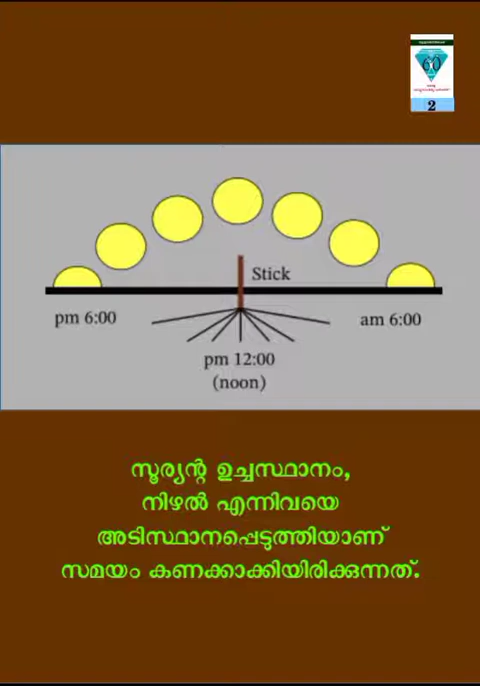 60
2
Stick
pm 6:00
am 6:00
pm 12:00
(noon)
സൂര്യന്റ ഉച്ചസ്ഥാനം,
നിഴൽ എന്നിവയെ
അടിസ്ഥാനപ്പെടുത്തിയാണ്
സമയം കണക്കാക്കിയിരിക്കുന്നത്.